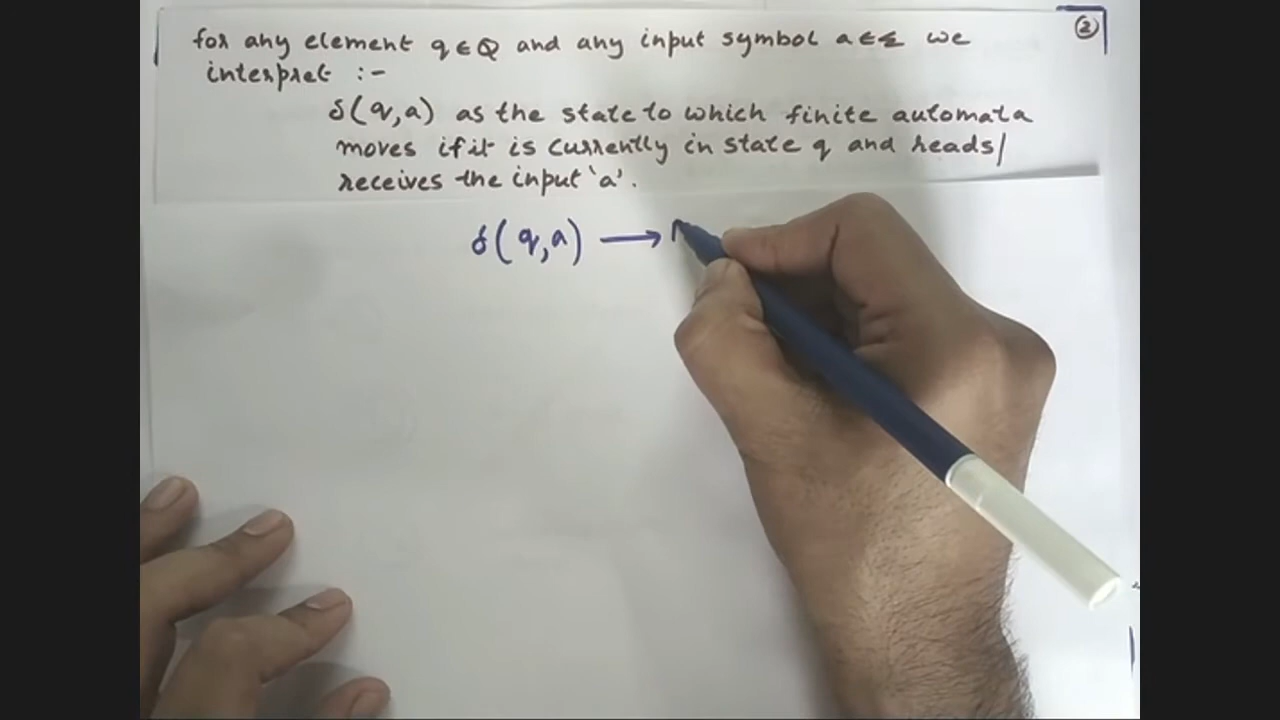 ②
for any element q ∈ Q and any input symbol a ∈ Σ we
interpret :-
δ(q,a) as the state to which finite automata
moves if it is currently in state q and reads/
receives the input 'a'.
δ(q,a) →